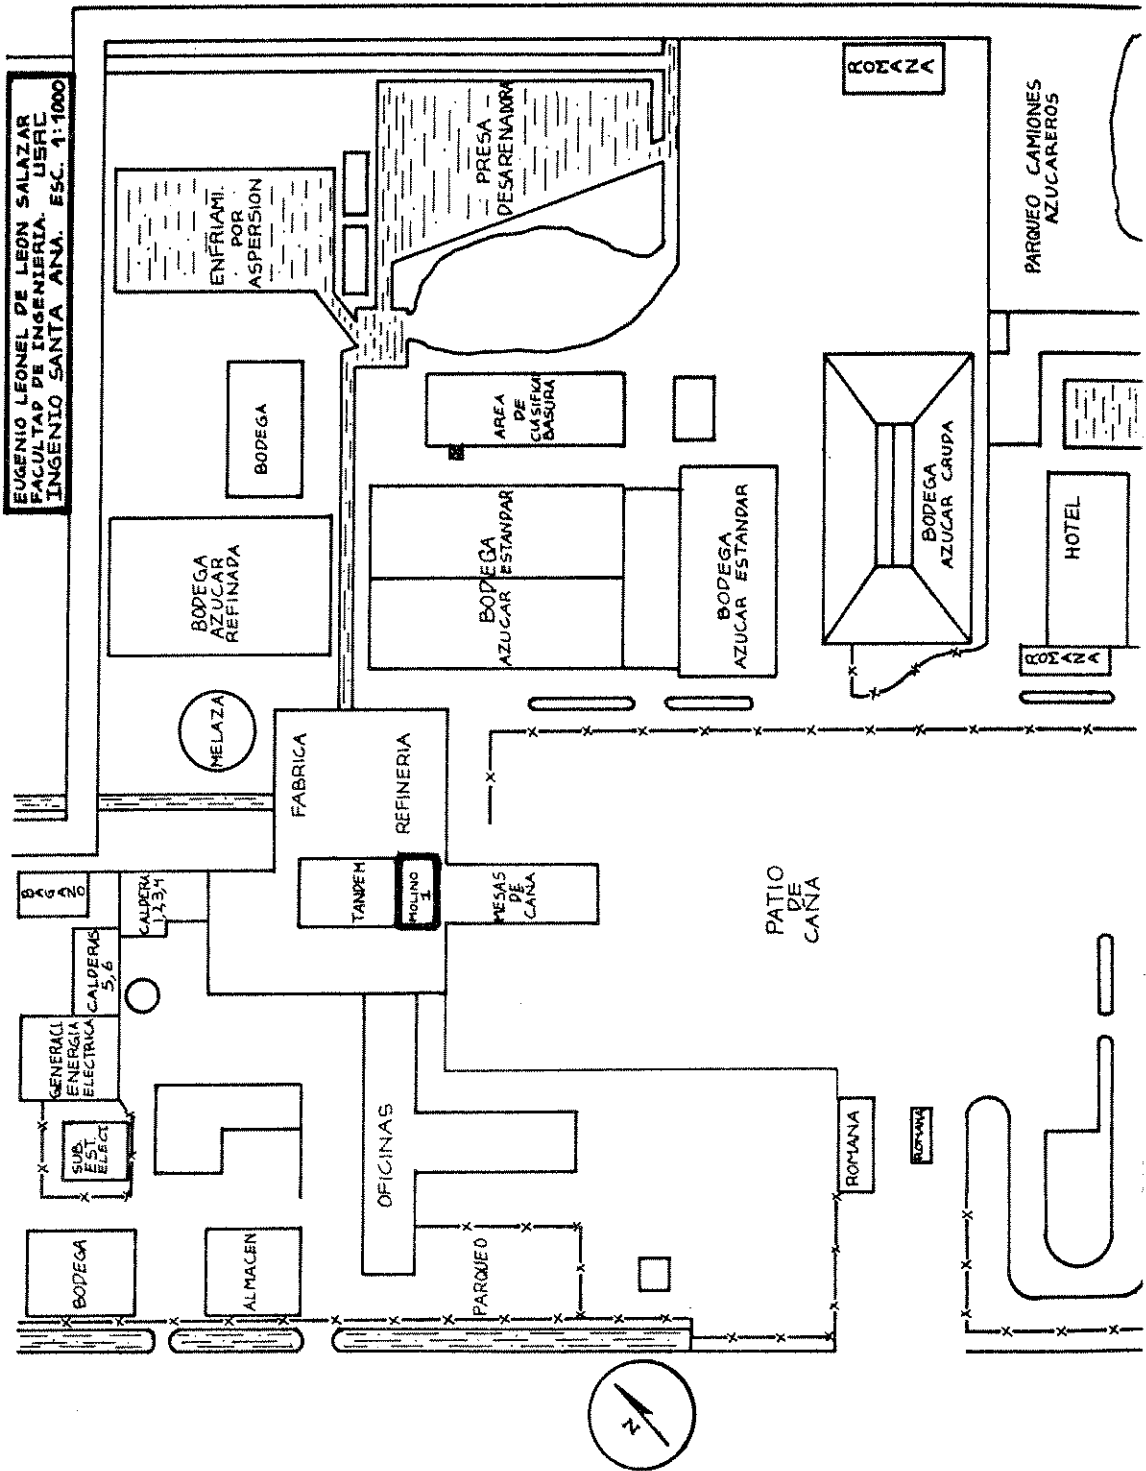 EUGENIO LEONEL DE LEON SALAZAR
FACULTAD DE INGENIERIA. USAC
INGENIO SANTA ANA. ESC. 1:1000
ENFRIAMI.
POR
ASPERSION
PRESA
DESARENADORA
ROMANA
PARQUEO CAMIONES
AZUCAREROS
BODEGA
AREA
DE
CLASIFICA
BASURA
BODEGA
AZUCAR
REFINADA
BODEGA
AZUCAR ESTANDAR
BODEGA
AZUCAR ESTANDAR
BODEGA
AZUCAR CRUDA
HOTEL
ROMANA
MELAZA
FABRICA
REFINERIA
TANDEM
MOLINO
1
MESAS
DE
CAÑA
PATIO
DE
CAÑA
BAGAZO
CALDERA
1,2,3,4
CALDERAS
5,6
GENERACI.
ENERGIA
ELECTRICA
SUB.
EST.
ELECT.
OFICINAS
ROMANA
ROMANA
BODEGA
ALMACEN
PARQUEO
N